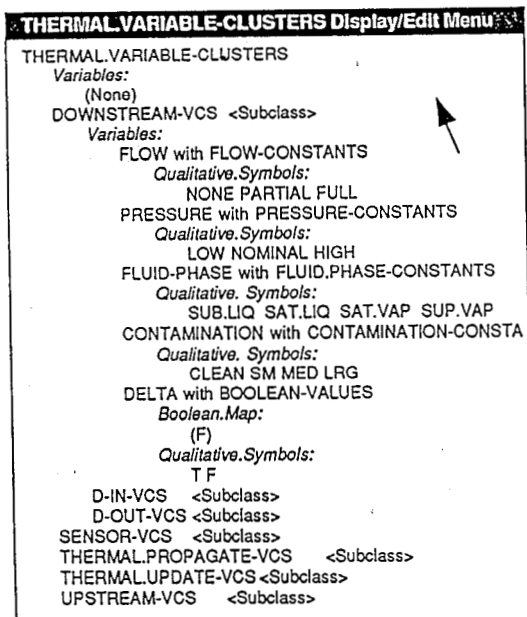 THERMAL.VARIABLE-CLUSTERS Display/Edit Menu
THERMAL.VARIABLE-CLUSTERS
Variables:
(None)
DOWNSTREAM-VCS <Subclass>
Variables:
FLOW with FLOW-CONSTANTS
Qualitative.Symbols:
NONE PARTIAL FULL
PRESSURE with PRESSURE-CONSTANTS
Qualitative.Symbols:
LOW NOMINAL HIGH
FLUID-PHASE with FLUID.PHASE-CONSTANTS
Qualitative. Symbols:
SUB.LIQ SAT.LIQ SAT.VAP SUP.VAP
CONTAMINATION with CONTAMINATION-CONSTA
Qualitative. Symbols:
CLEAN SM MED LRG
DELTA with BOOLEAN-VALUES
Boolean.Map:
(F)
Qualitative.Symbols:
T F
D-IN-VCS <Subclass>
D-OUT-VCS <Subclass>
SENSOR-VCS <Subclass>
THERMAL.PROPAGATE-VCS <Subclass>
THERMAL.UPDATE-VCS <Subclass>
UPSTREAM-VCS <Subclass>